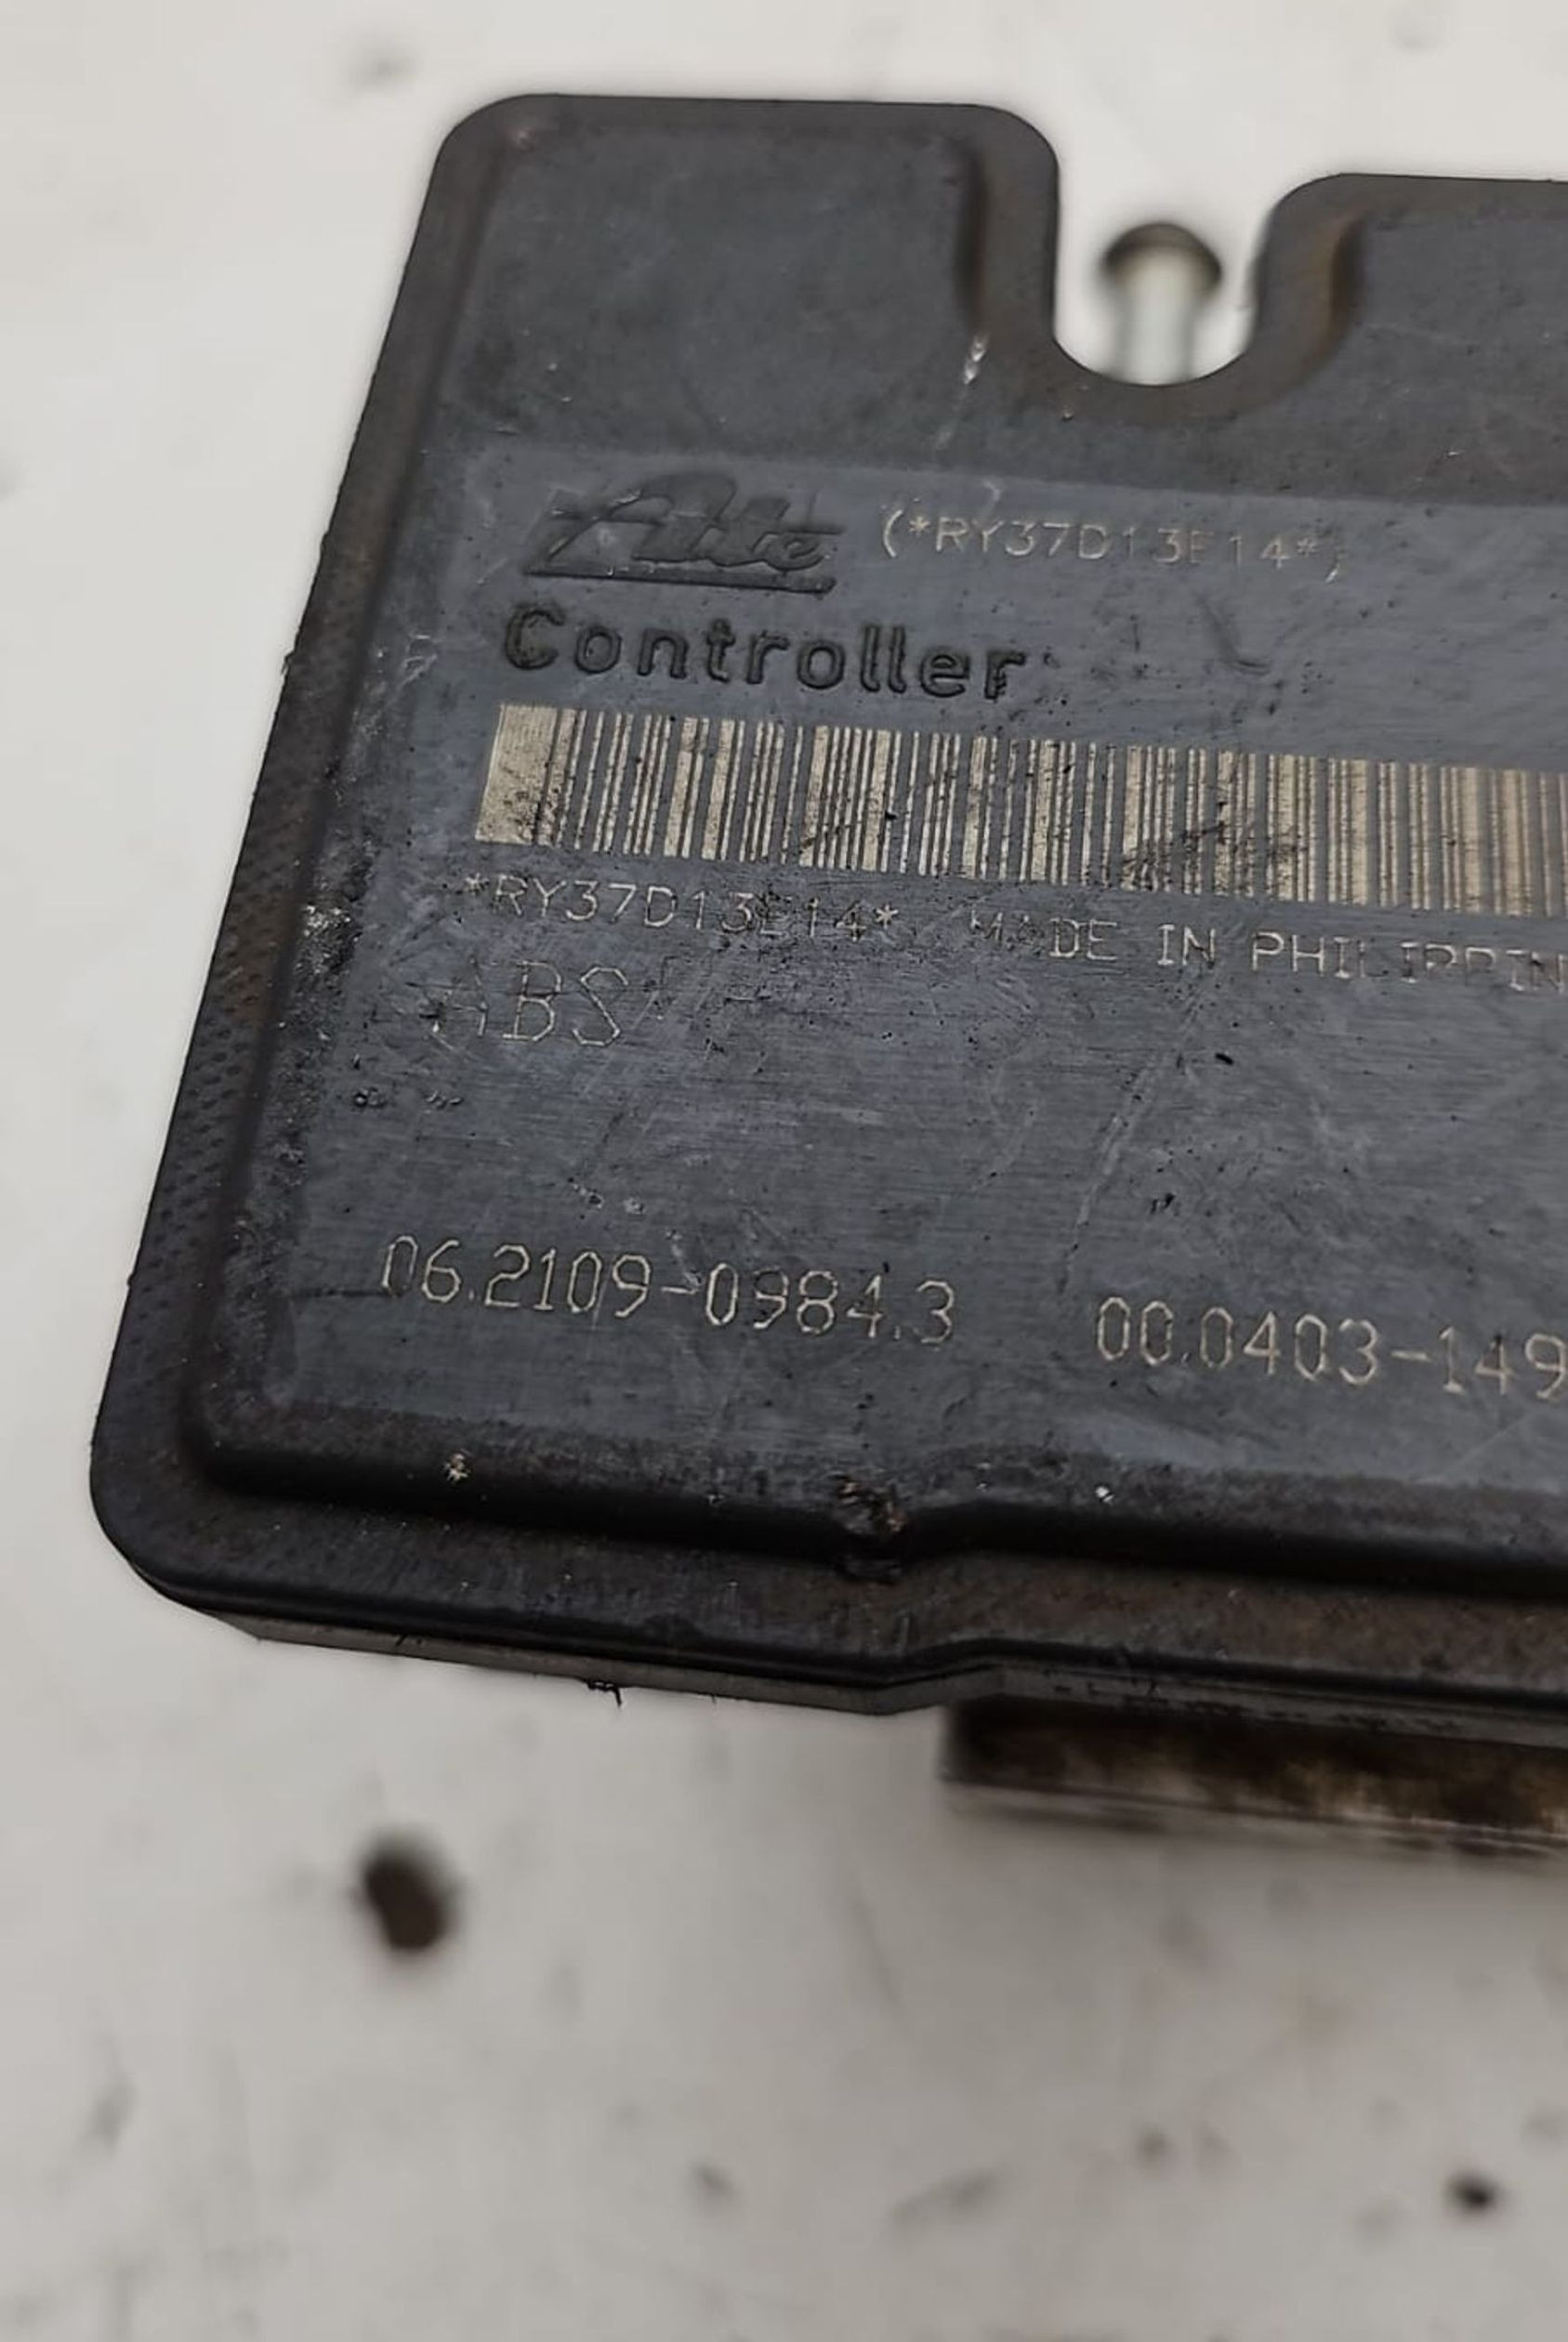 Ate (*RY37D13E14*)
Controller
*RY37D13E14* MADE IN PHILIPPIN
ABS
06.2109-0984.3 00.0403-149